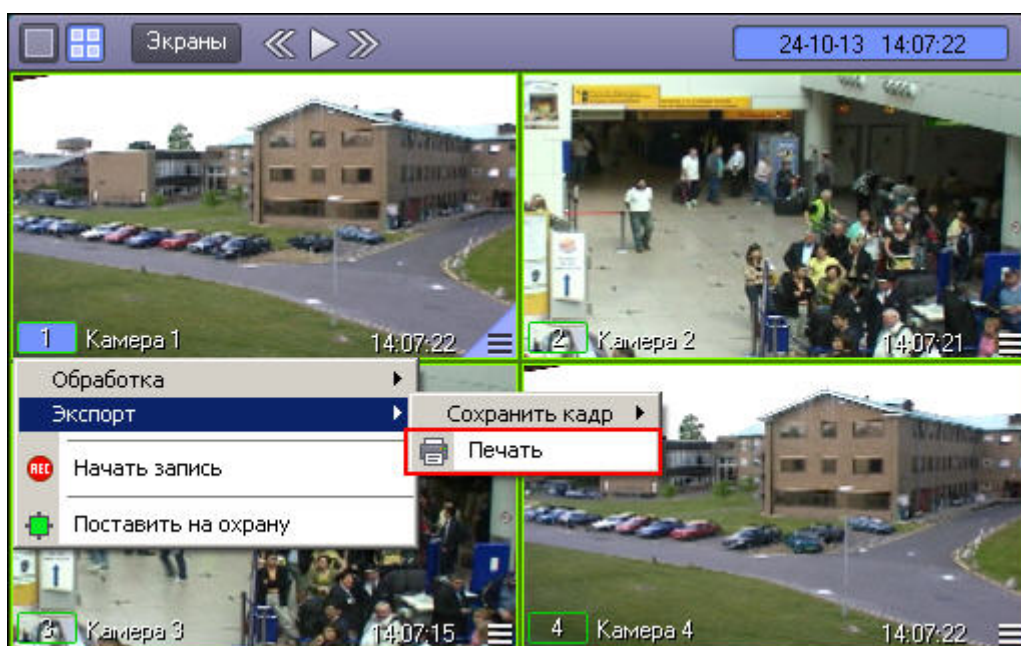 Экраны
24-10-13 14:07:22
1 Камера 1 14:07:22
2 Камера 2 14:07:21
Обработка
Экспорт
Сохранить кадр
Печать
REC Начать запись
Поставить на охрану
3 Камера 3 14:07:15
4 Камера 4 14:07:22